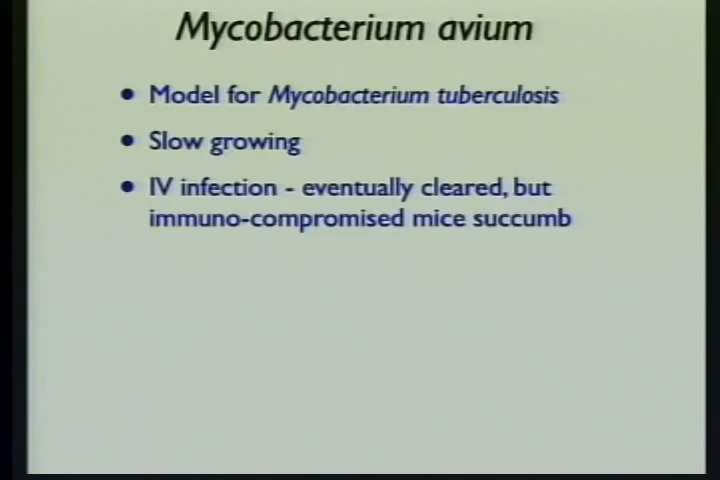 Mycobacterium avium
• Model for Mycobacterium tuberculosis
• Slow growing
• IV infection - eventually cleared, but
immuno-compromised mice succumb